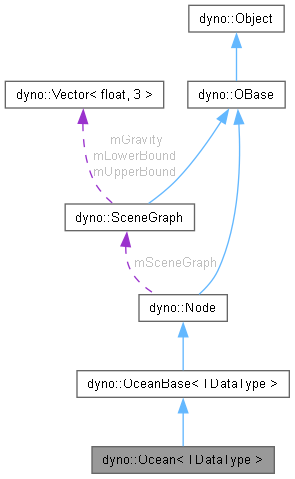 dyno::Object
dyno::Vector< float, 3 >
dyno::OBase
mGravity
mLowerBound
mUpperBound
dyno::SceneGraph
mSceneGraph
dyno::Node
dyno::OceanBase< TDataType >
dyno::Ocean< TDataType >